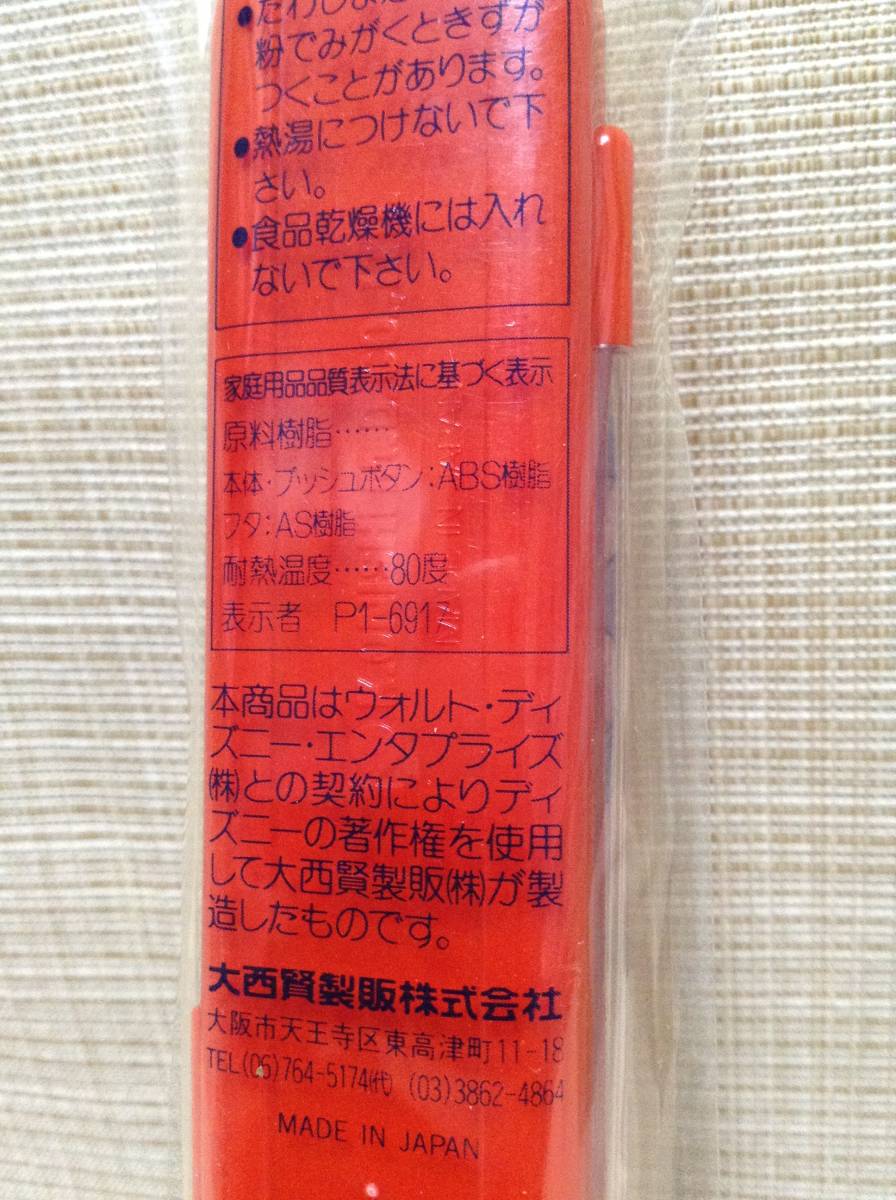 ●たわし
粉でみがくときずが
つくことがあります。
●熱湯につけないで下
さい。
●食品乾燥機には入れ
ないで下さい。
家庭用品品質表示法に基づく表示
原料樹脂……
本体・プッシュボタン:ABS樹脂
フタ:AS樹脂
耐熱温度……80度
表示者 P1-6917
本商品はウォルト・ディ
ズニー・エンタプライズ
(株)との契約によりディ
ズニーの著作権を使用
して大西賢製販(株)が製
造したものです。
大西賢製販株式会社
大阪市天王寺区東高津町11-18
TEL(06)764-5174(代) (03)3862-4864
MADE IN JAPAN